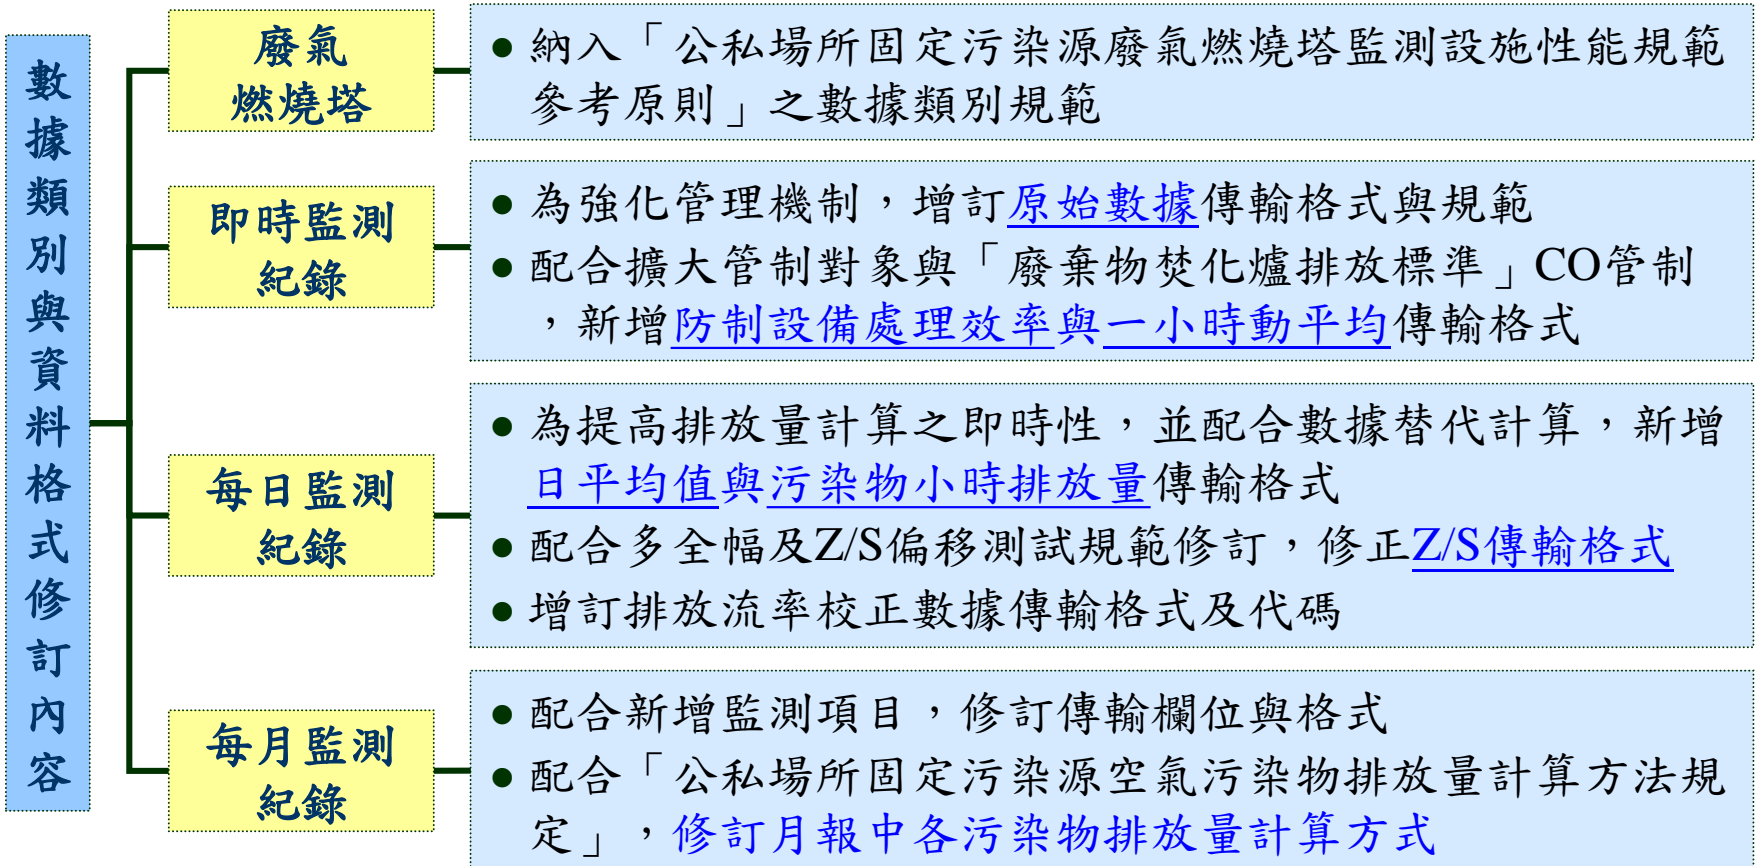 數據類別與資料格式修訂內容
廢氣
燃燒塔
●納入「公私場所固定污染源廢氣燃燒塔監測設施性能規範
參考原則」之數據類別規範
即時監測
紀錄
●為強化管理機制，增訂原始數據傳輸格式與規範
●配合擴大管制對象與「廢棄物焚化爐排放標準」CO管制
，新增防制設備處理效率與一小時動平均傳輸格式
每日監測
紀錄
●為提高排放量計算之即時性，並配合數據替代計算，新增
日平均值與污染物小時排放量傳輸格式
●配合多全幅及Z/S偏移測試規範修訂，修正Z/S傳輸格式
●增訂排放流率校正數據傳輸格式及代碼
每月監測
紀錄
●配合新增監測項目，修訂傳輸欄位與格式
●配合「公私場所固定污染源空氣污染物排放量計算方法規
定」，修訂月報中各污染物排放量計算方式